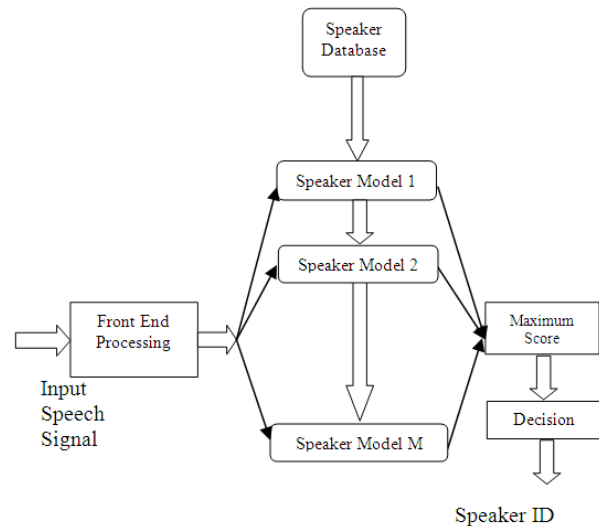 Speaker
Database
Speaker Model 1
Speaker Model 2
Front End
Processing
Maximum
Score
Input
Speech
Signal
Decision
Speaker Model M
Speaker ID